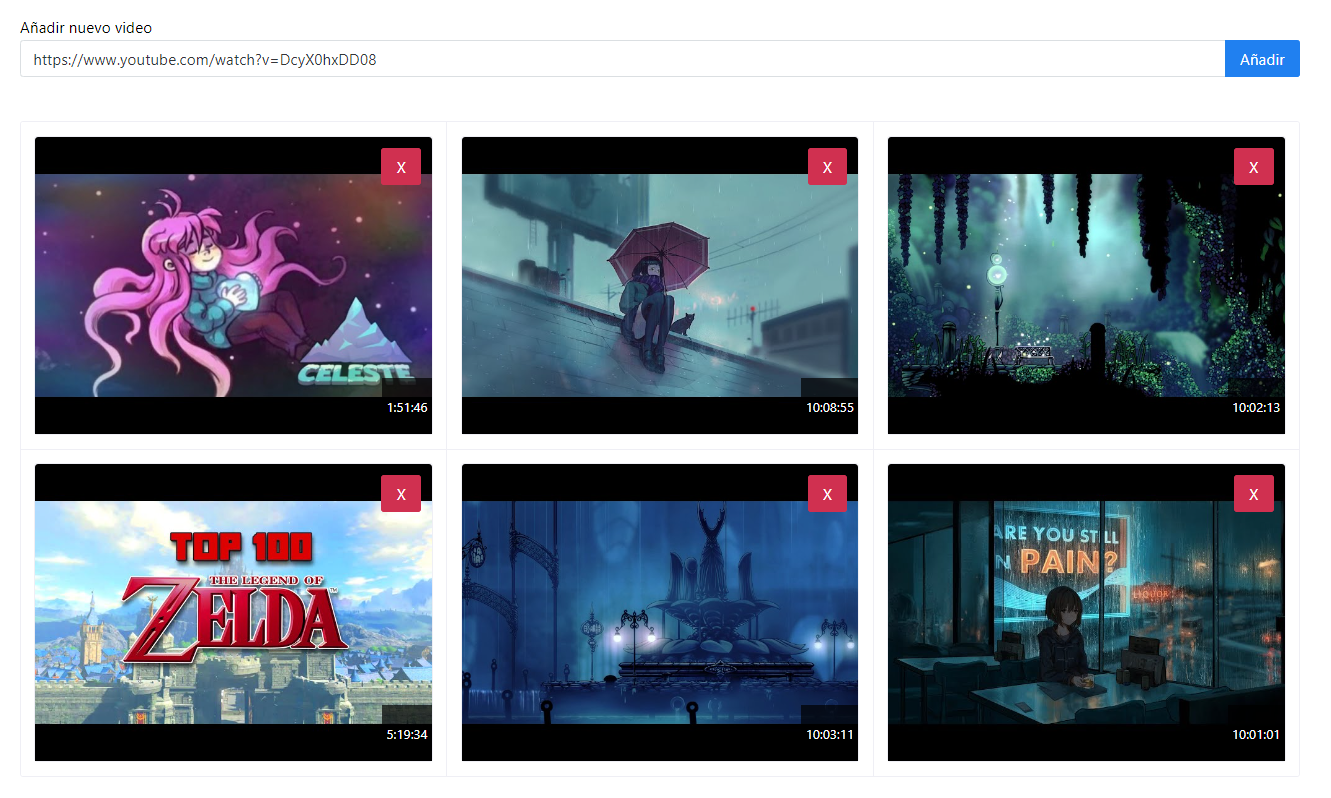 Añadir nuevo video
https://www.youtube.com/watch?v=DcyX0hxDD08
Añadir
X
X
X
CELESTE
1:51:46
10:08:55
10:02:13
X
X
X
TOP 100
THE LEGEND OF
ZELDA
ARE YOU STILL
IN PAIN?
LIQUOR
5:19:34
10:03:11
10:01:01